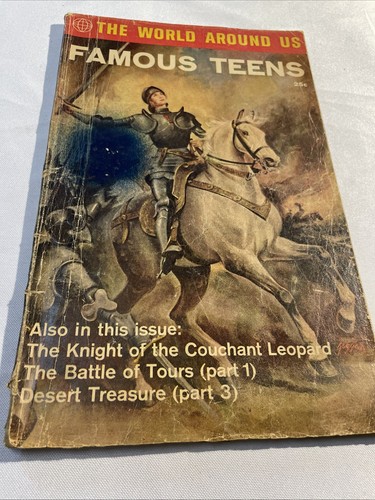 THE WORLD AROUND US
FAMOUS TEENS
25¢
Also in this issue:
The Knight of the Couchant Leopard
The Battle of Tours (part 1)
Desert Treasure (part 3)